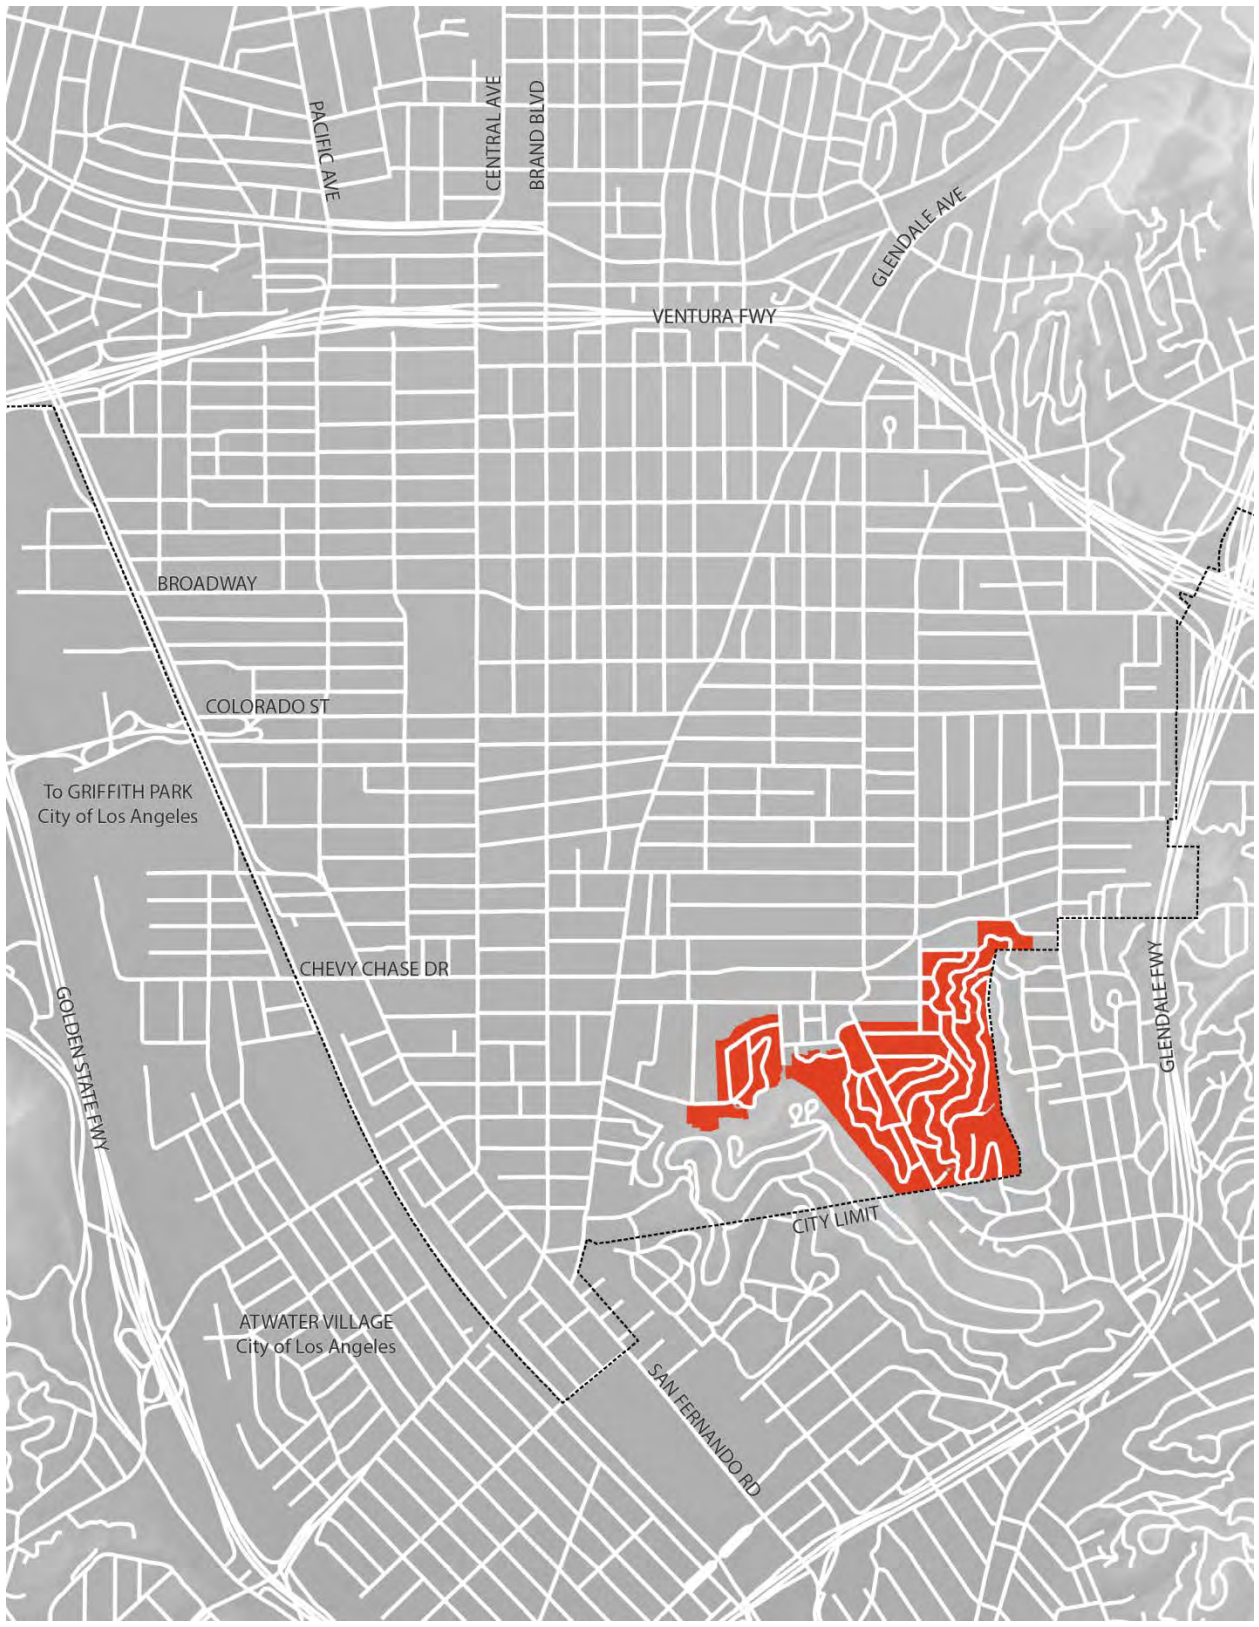 PACIFIC AVE
CENTRAL AVE
BRAND BLVD
GLENDALE AVE
VENTURA FWY
BROADWAY
COLORADO ST
To GRIFFITH PARK
City of Los Angeles
CHEVY CHASE DR
GOLDEN STATE FWY
GLENDALE FWY
CITY LIMIT
ATWATER VILLAGE
City of Los Angeles
SAN FERNANDO RD